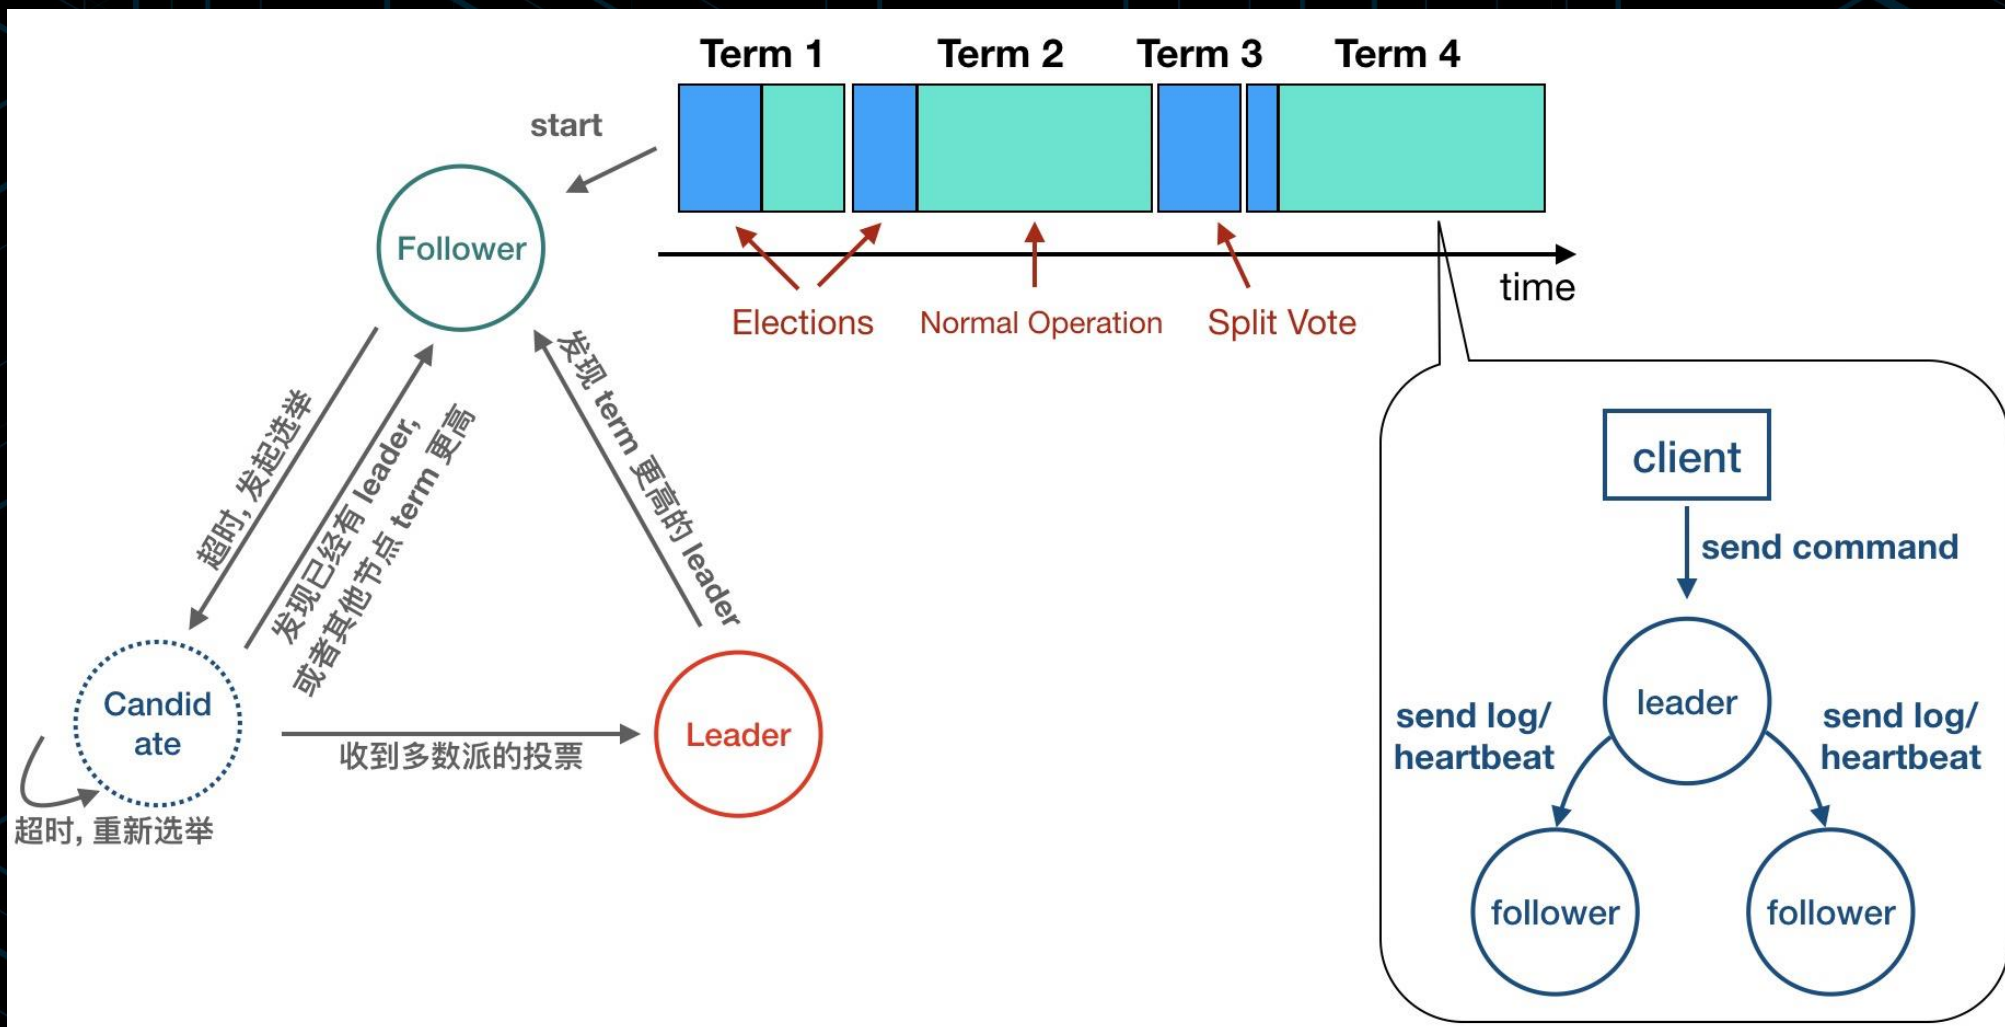 Term 1
Term 2
Term 3
Term 4
start
Follower
time
Elections
Normal Operation
Split Vote
超时, 发起选举
发现已经有 leader,
或者其他节点 term 更高
发现 term 更高的 leader
client
send command
Candid
ate
收到多数派的投票
Leader
超时, 重新选举
leader
send log/
heartbeat
send log/
heartbeat
follower
follower